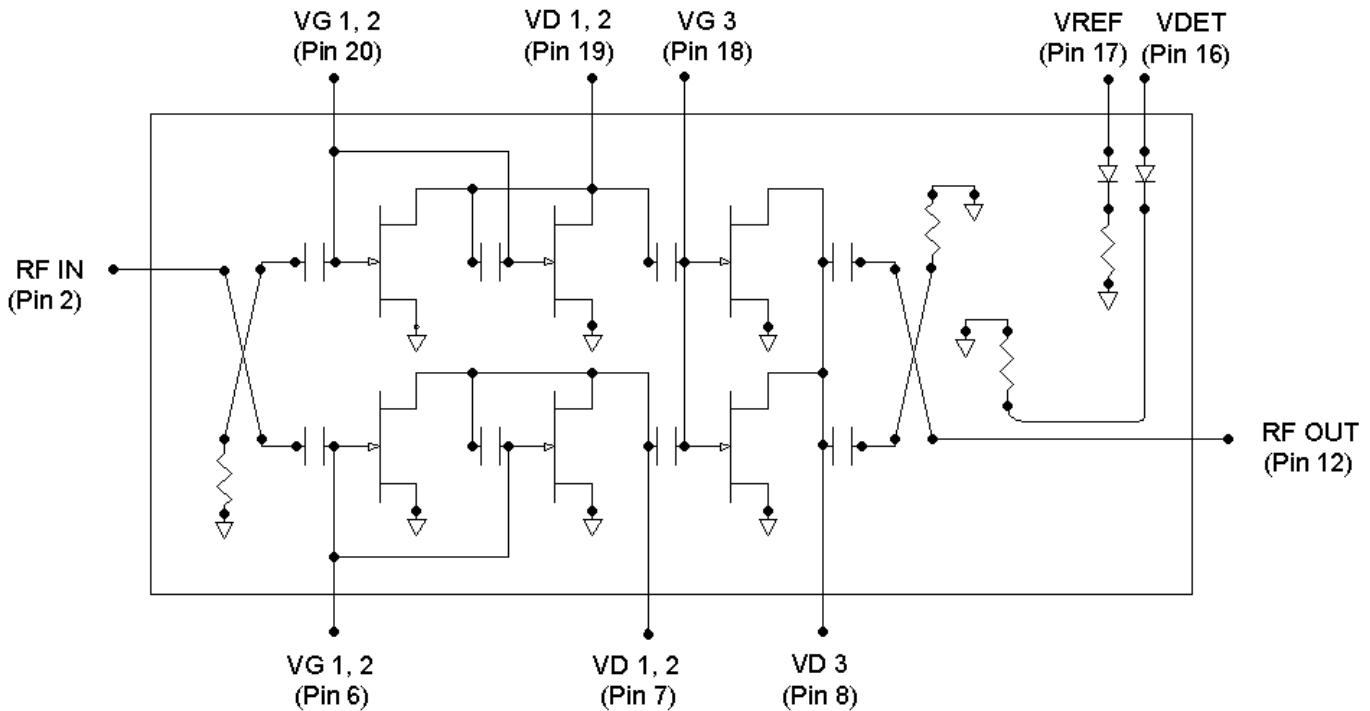 VG 1, 2
(Pin 20)
VD 1, 2
(Pin 19)
VG 3
(Pin 18)
VREF
(Pin 17)
VDET
(Pin 16)
RF IN
(Pin 2)
RF OUT
(Pin 12)
VG 1, 2
(Pin 6)
VD 1, 2
(Pin 7)
VD 3
(Pin 8)